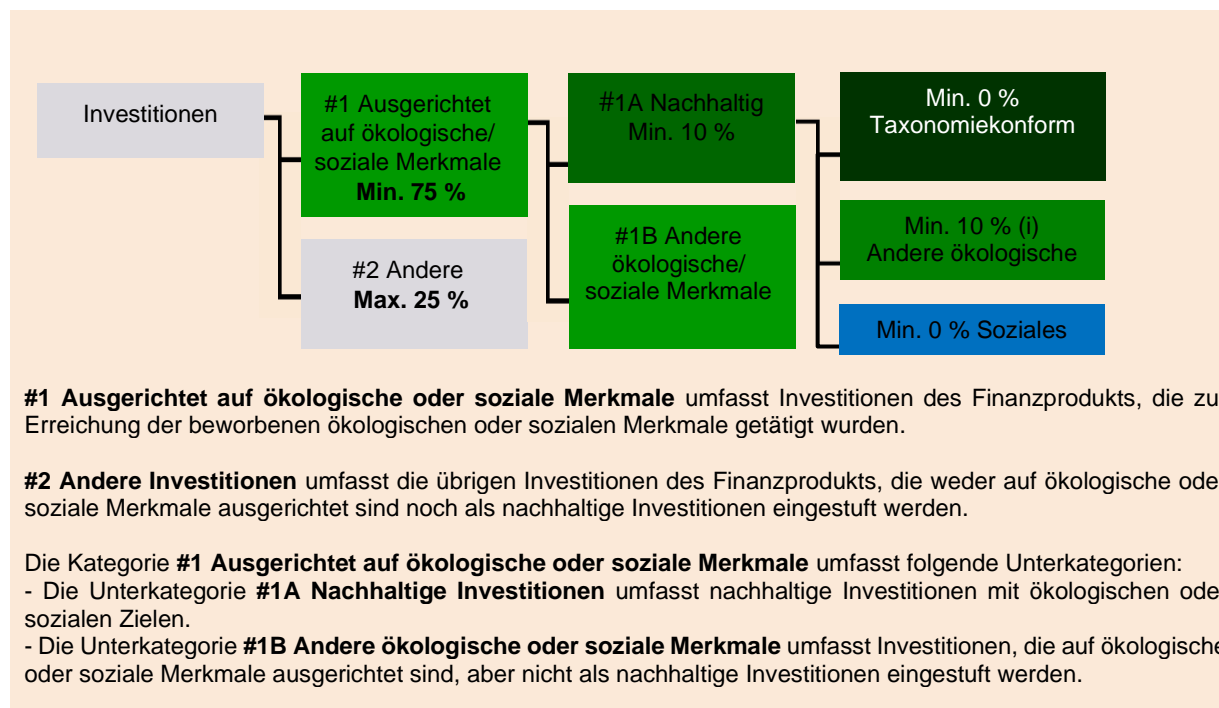 Investitionen
#1 Ausgerichtet
auf ökologische/
soziale Merkmale
Min. 75 %
#2 Andere
Max. 25 %
#1A Nachhaltig
Min. 10 %
#1B Andere
ökologische/
soziale Merkmale
Min. 0 %
Taxonomiekonform
Min. 10 % (i)
Andere ökologische
Min. 0 % Soziales
#1 Ausgerichtet auf ökologische oder soziale Merkmale umfasst Investitionen des Finanzprodukts, die zu
Erreichung der beworbenen ökologischen oder sozialen Merkmale getätigt wurden.
#2 Andere Investitionen umfasst die übrigen Investitionen des Finanzprodukts, die weder auf ökologische ode
soziale Merkmale ausgerichtet sind noch als nachhaltige Investitionen eingestuft werden.
Die Kategorie #1 Ausgerichtet auf ökologische oder soziale Merkmale umfasst folgende Unterkategorien:
- Die Unterkategorie #1A Nachhaltige Investitionen umfasst nachhaltige Investitionen mit ökologischen ode
sozialen Zielen.
- Die Unterkategorie #1B Andere ökologische oder soziale Merkmale umfasst Investitionen, die auf ökologische
oder soziale Merkmale ausgerichtet sind, aber nicht als nachhaltige Investitionen eingestuft werden.